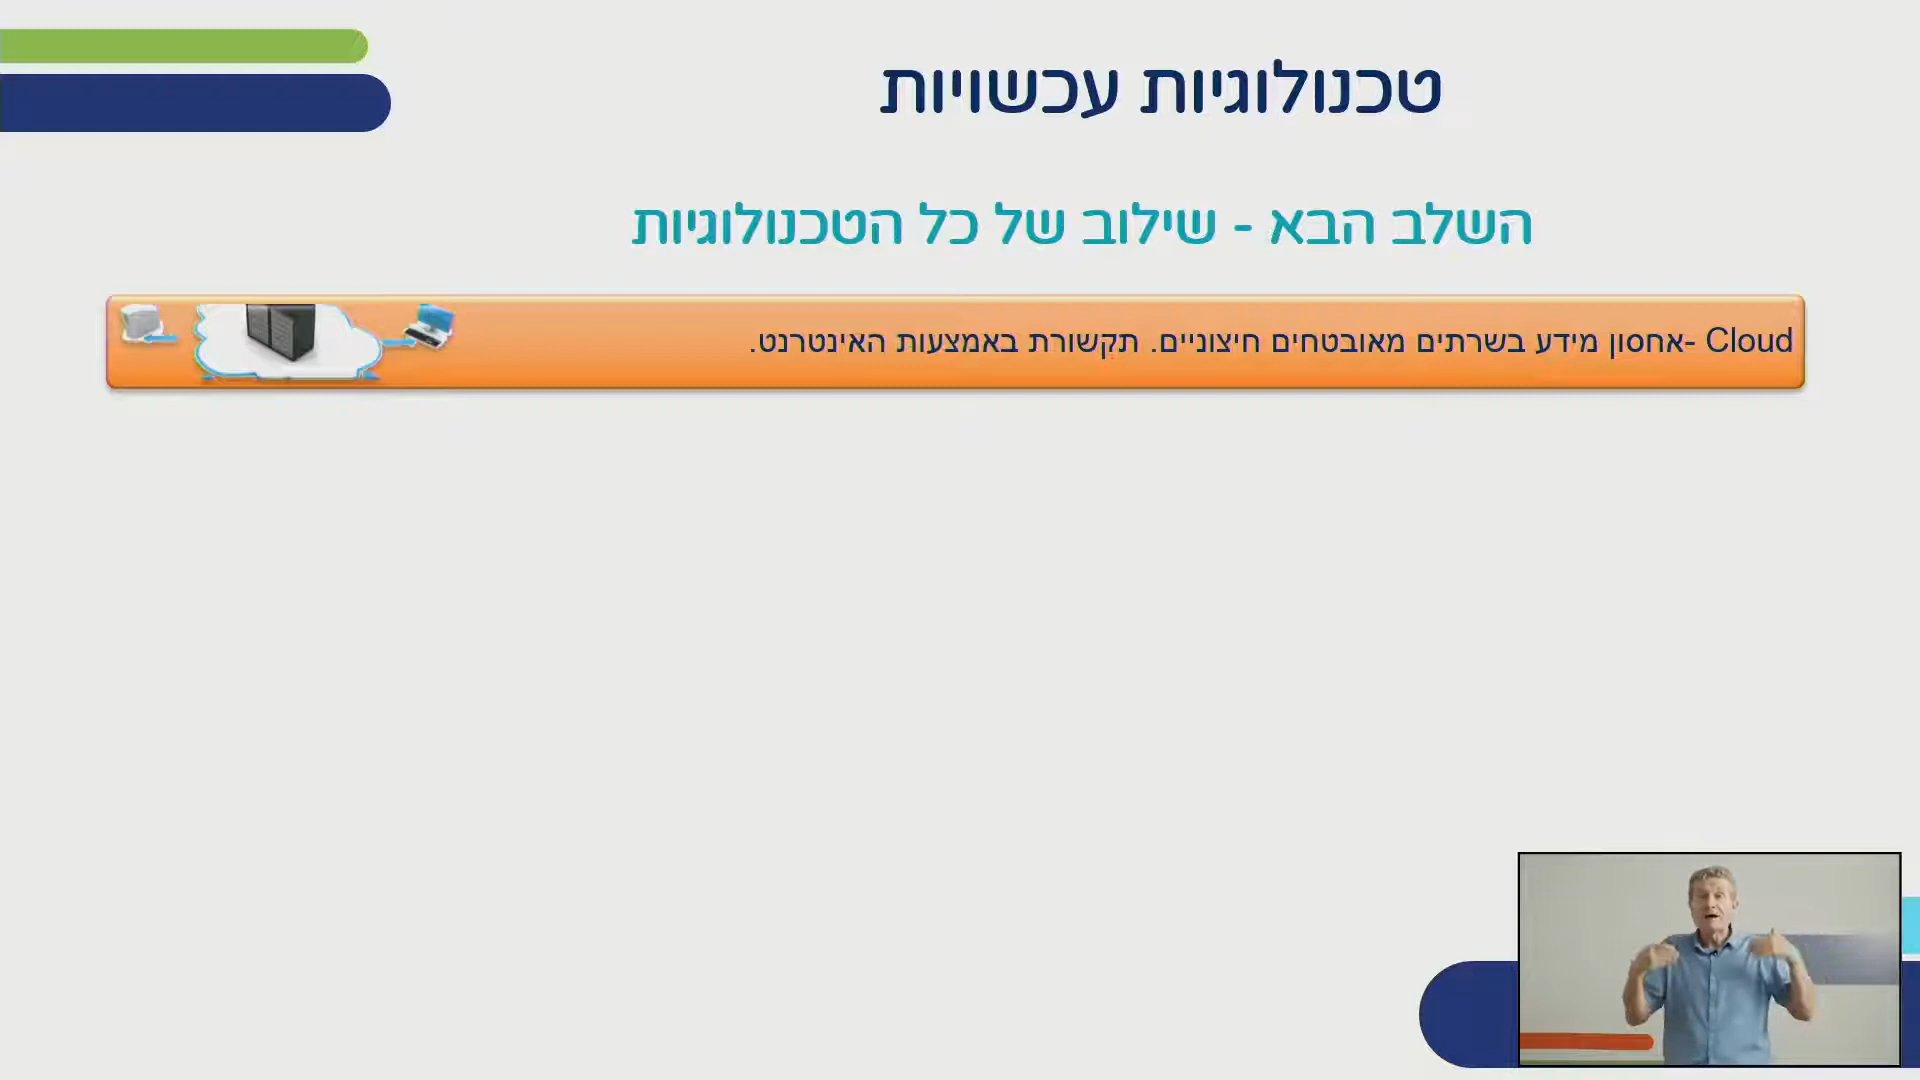 טכנולוגיות עכשויות
השלב הבא - שילוב של כל הטכנולוגיות
Cloud -אחסון מידע בשרתים מאובטחים חיצוניים. תקשורת באמצעות האינטרנט.